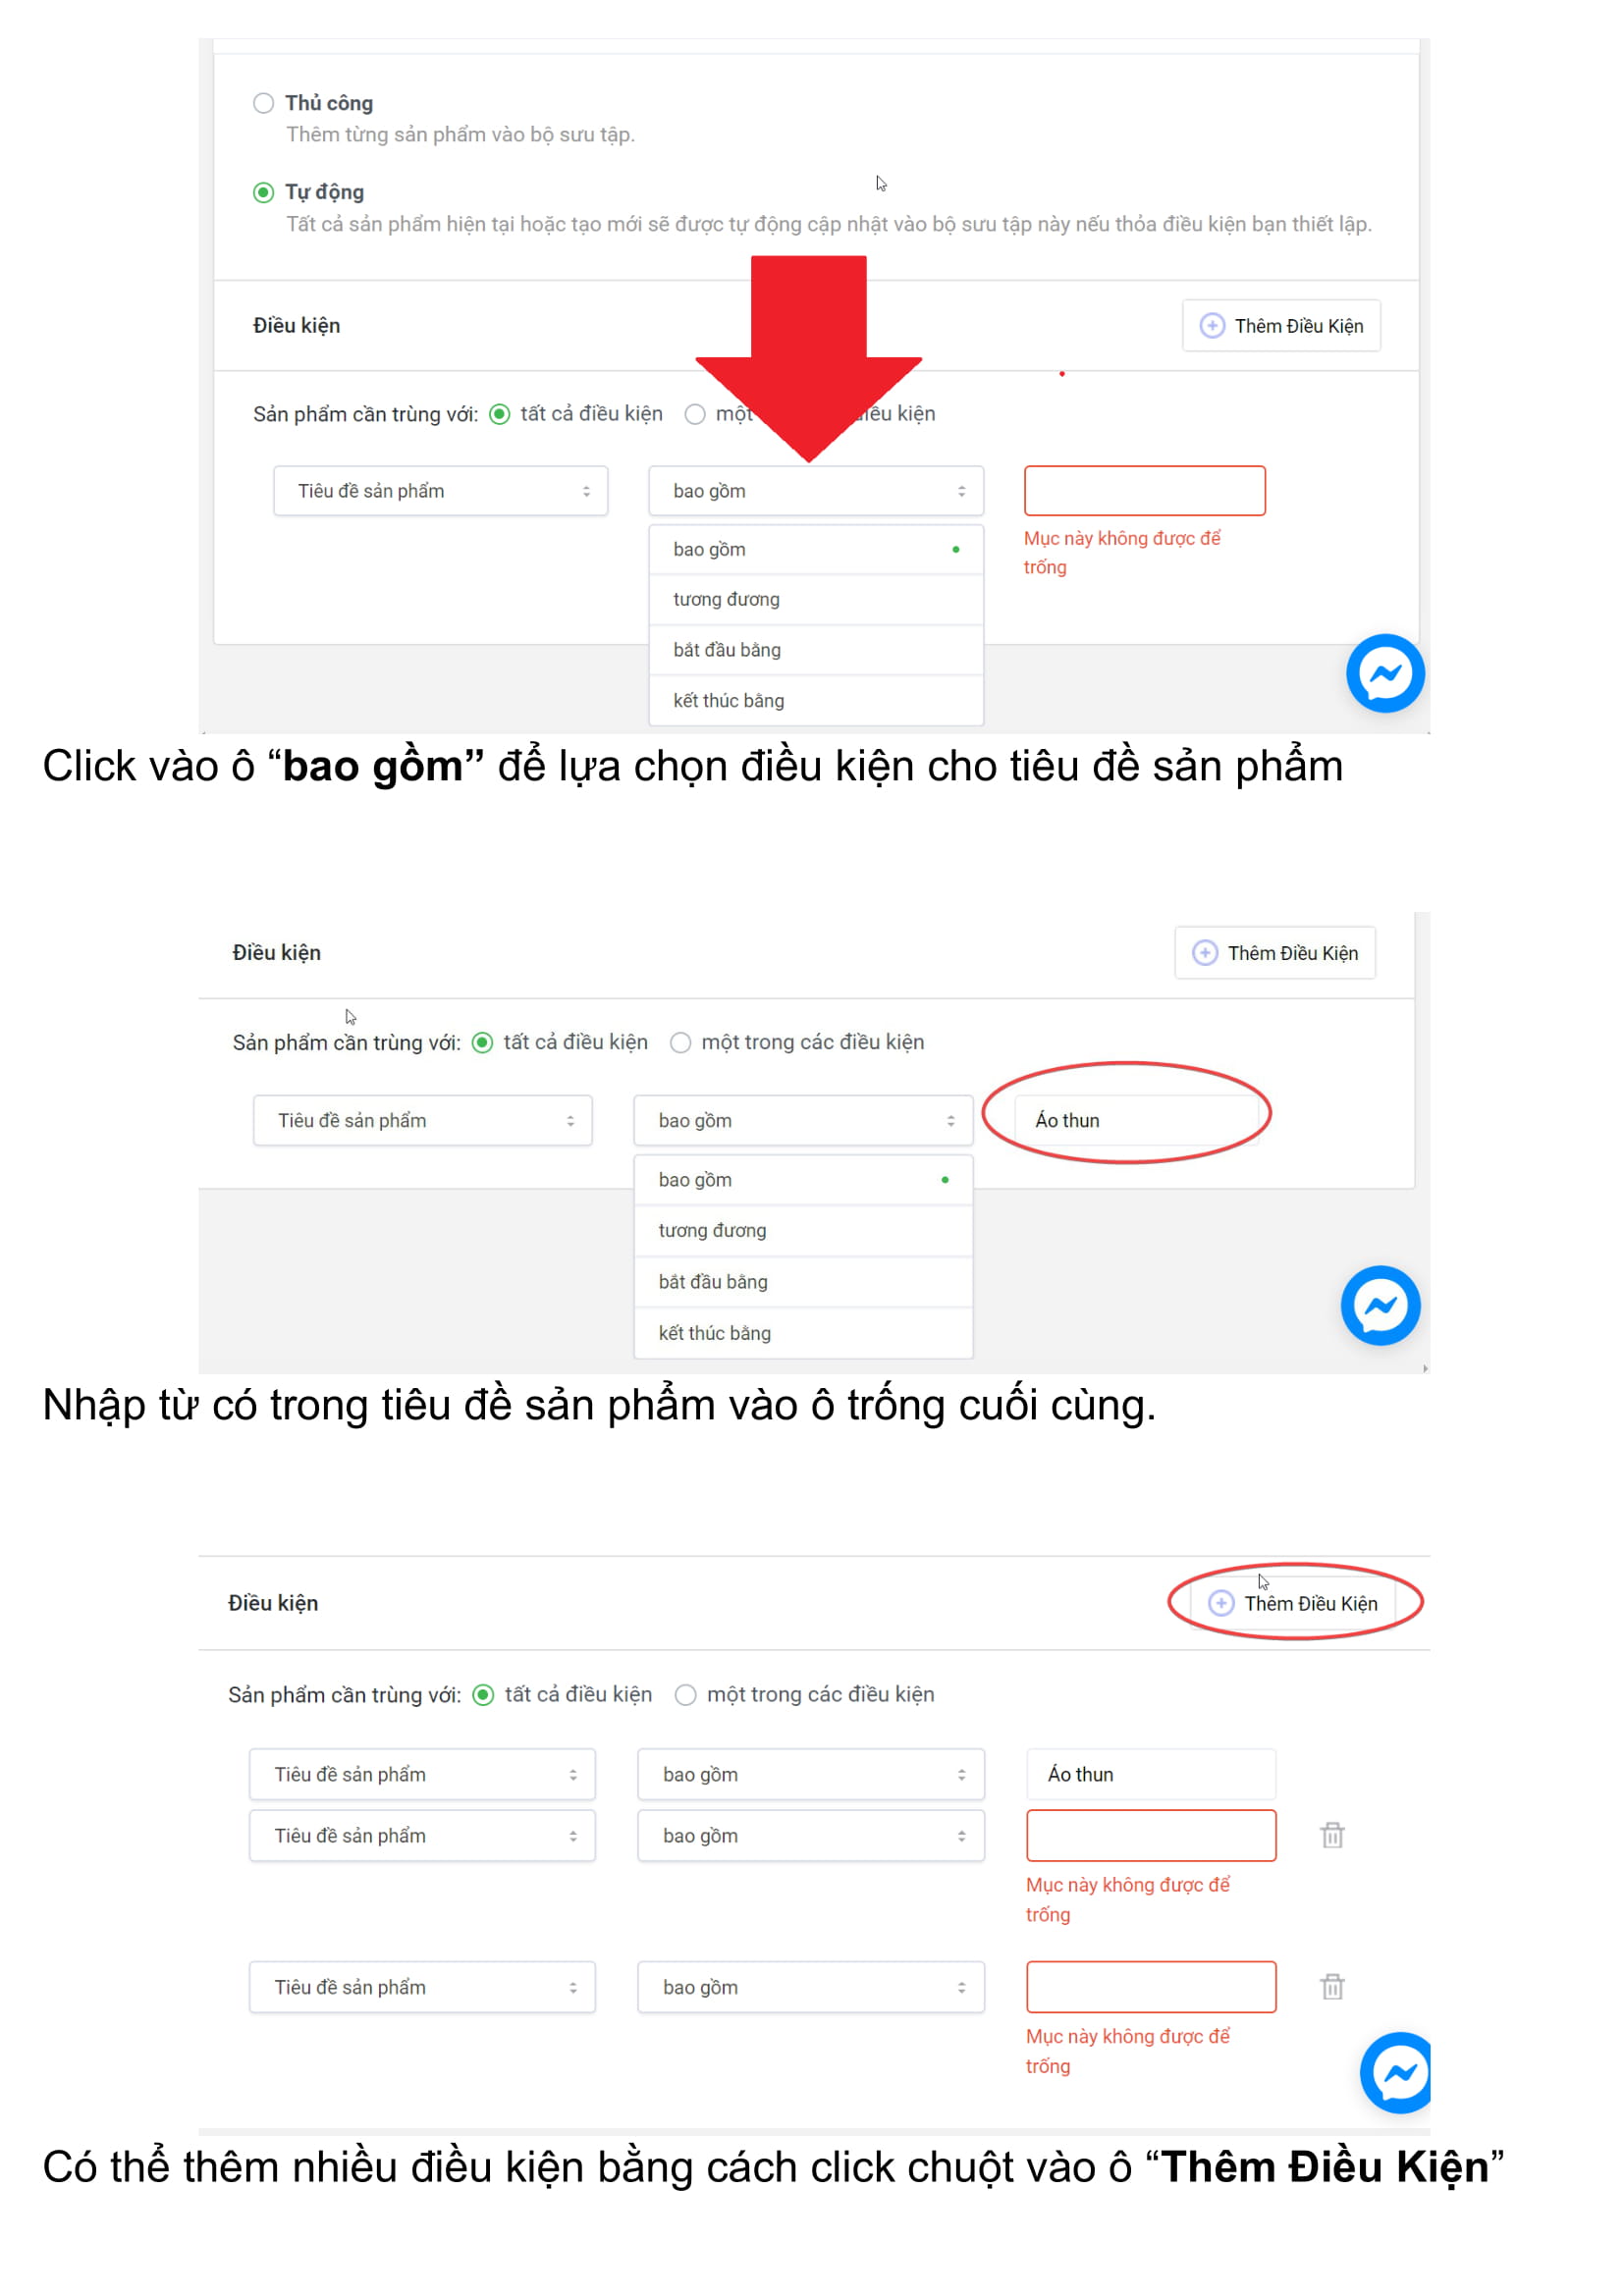 Thủ công
Thêm từng sản phẩm vào bộ sưu tập.
Tự động
Tất cả sản phẩm hiện tại hoặc tạo mới sẽ được tự động cập nhật vào bộ sưu tập này nếu thỏa điều kiện bạn thiết lập.
Điều kiện
Thêm Điều Kiện
Sản phẩm cần trùng với: tất cả điều kiện một điều kiện
Tiêu đề sản phẩm bao gồm
Mục này không được để
trống
bao gồm
tương đương
bắt đầu bằng
kết thúc bằng
Click vào ô “bao gồm” để lựa chọn điều kiện cho tiêu đề sản phẩm
Điều kiện
Thêm Điều Kiện
Sản phẩm cần trùng với: tất cả điều kiện một trong các điều kiện
Tiêu đề sản phẩm bao gồm Áo thun
bao gồm
tương đương
bắt đầu bằng
kết thúc bằng
Nhập từ có trong tiêu đề sản phẩm vào ô trống cuối cùng.
Điều kiện
Thêm Điều Kiện
Sản phẩm cần trùng với: tất cả điều kiện một trong các điều kiện
Tiêu đề sản phẩm bao gồm Áo thun
Tiêu đề sản phẩm bao gồm
Mục này không được để
trống
Tiêu đề sản phẩm bao gồm
Mục này không được để
trống
Có thể thêm nhiều điều kiện bằng cách click chuột vào ô “Thêm Điều Kiện”